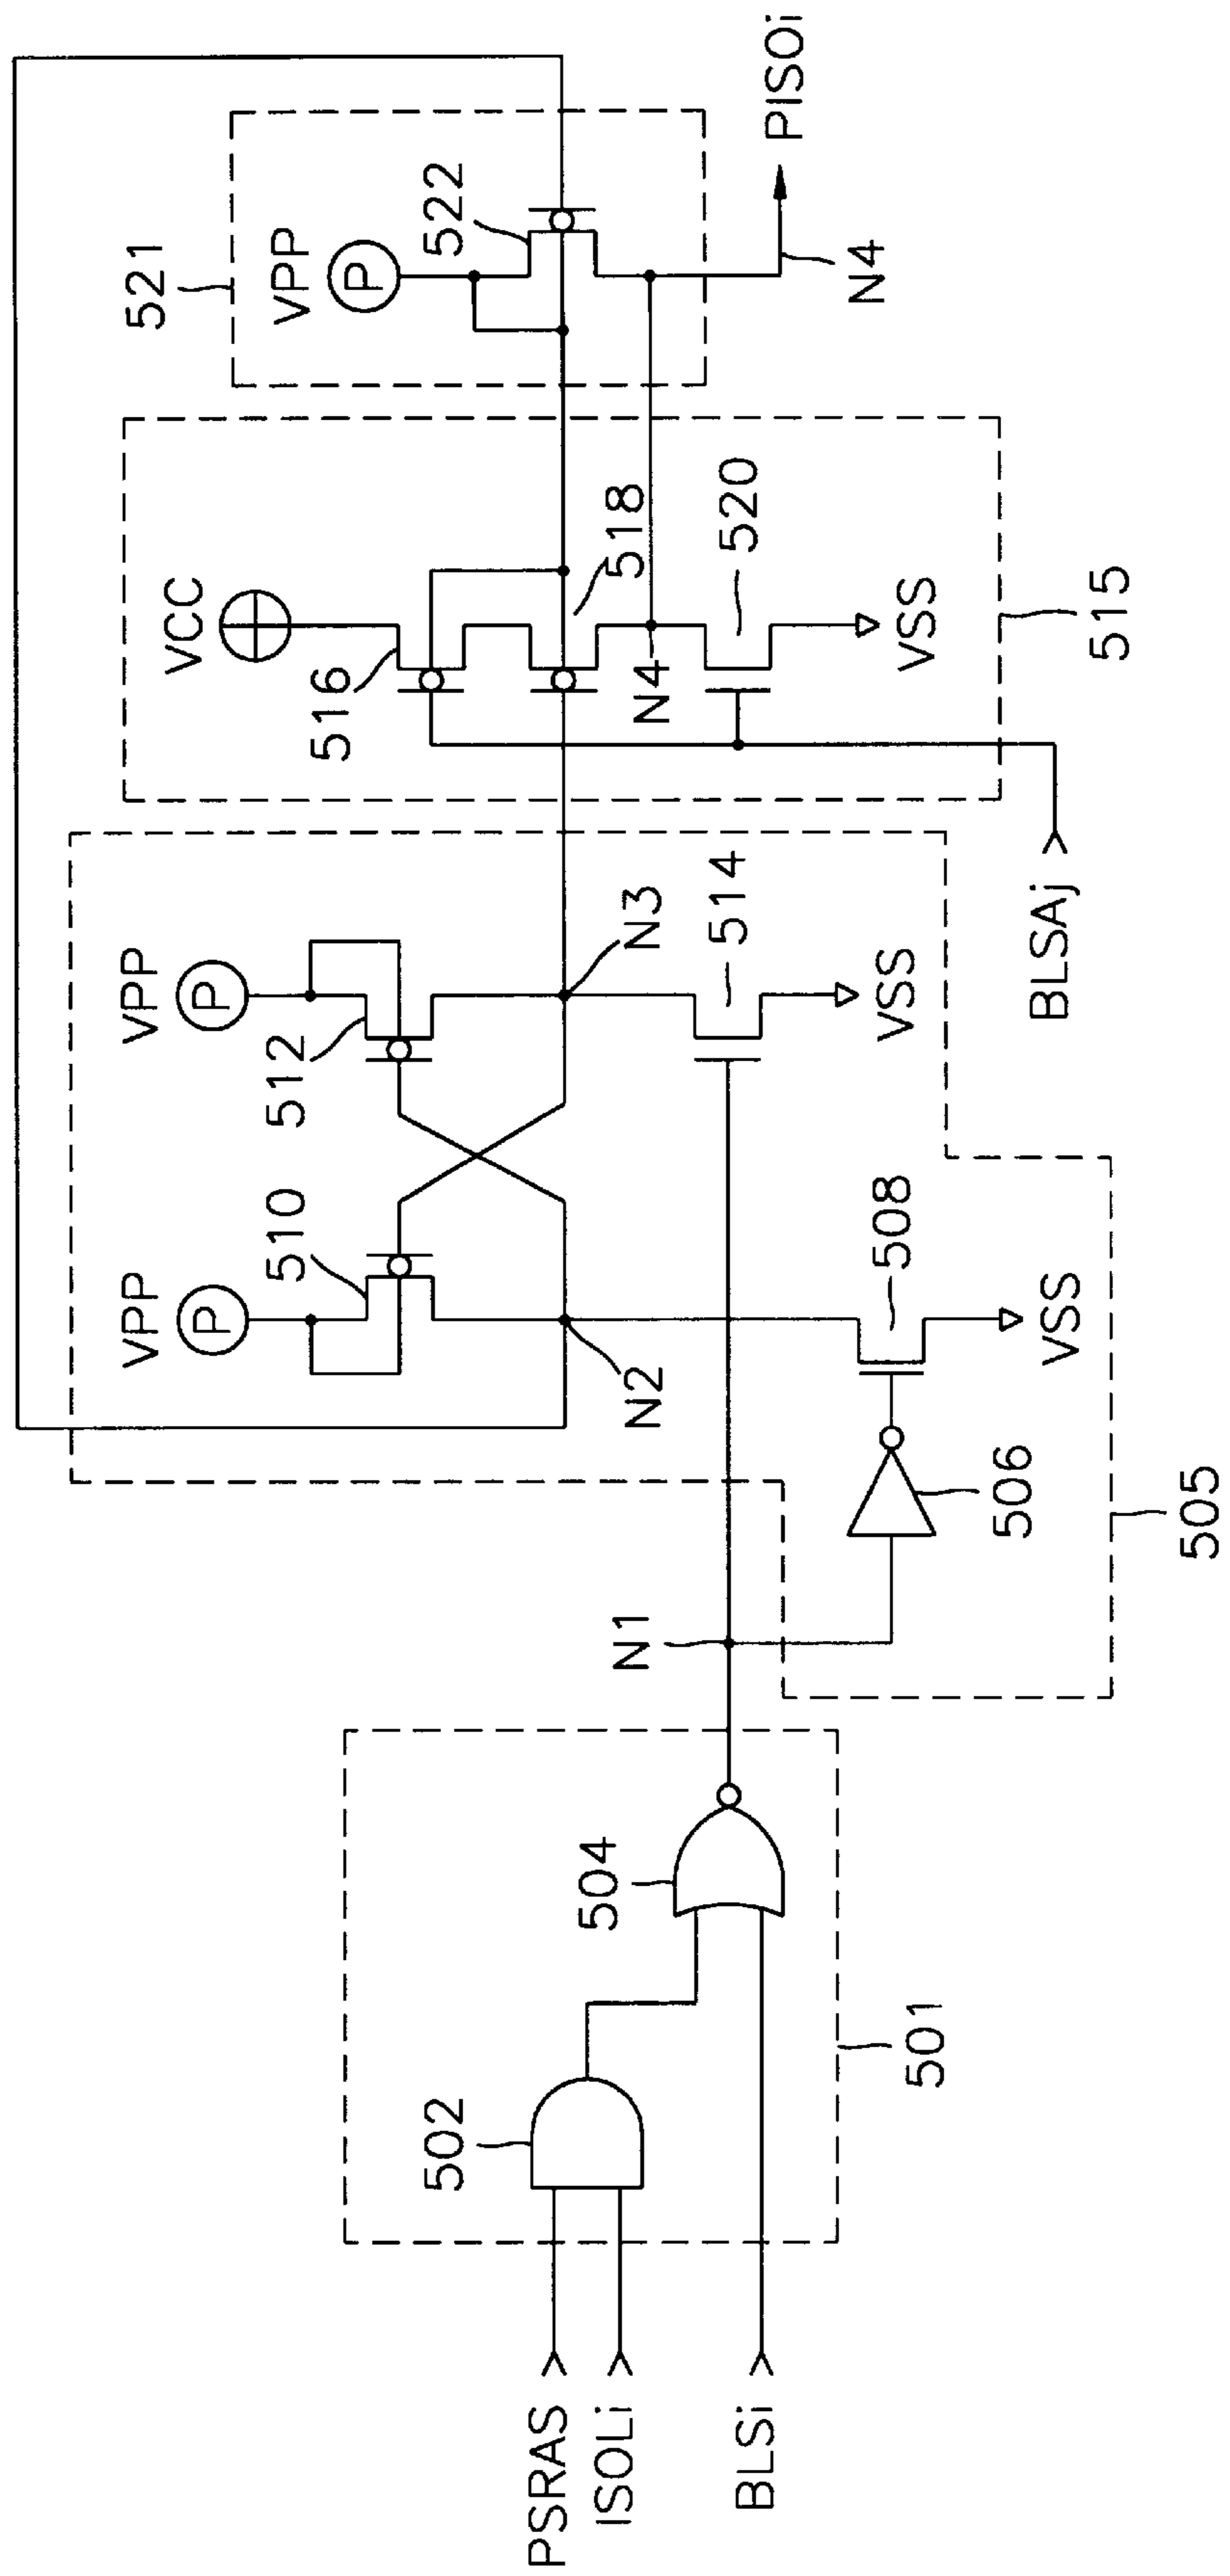 PSRAS
ISOLi
BLSi
502
504
501
N1
506
508
VSS
505
N2
VPP
P
510
VPP
P
512
N3
514
VSS
BLSAj
VCC
516
518
N4
520
VSS
515
521
VPP
P
522
N4
PISOi